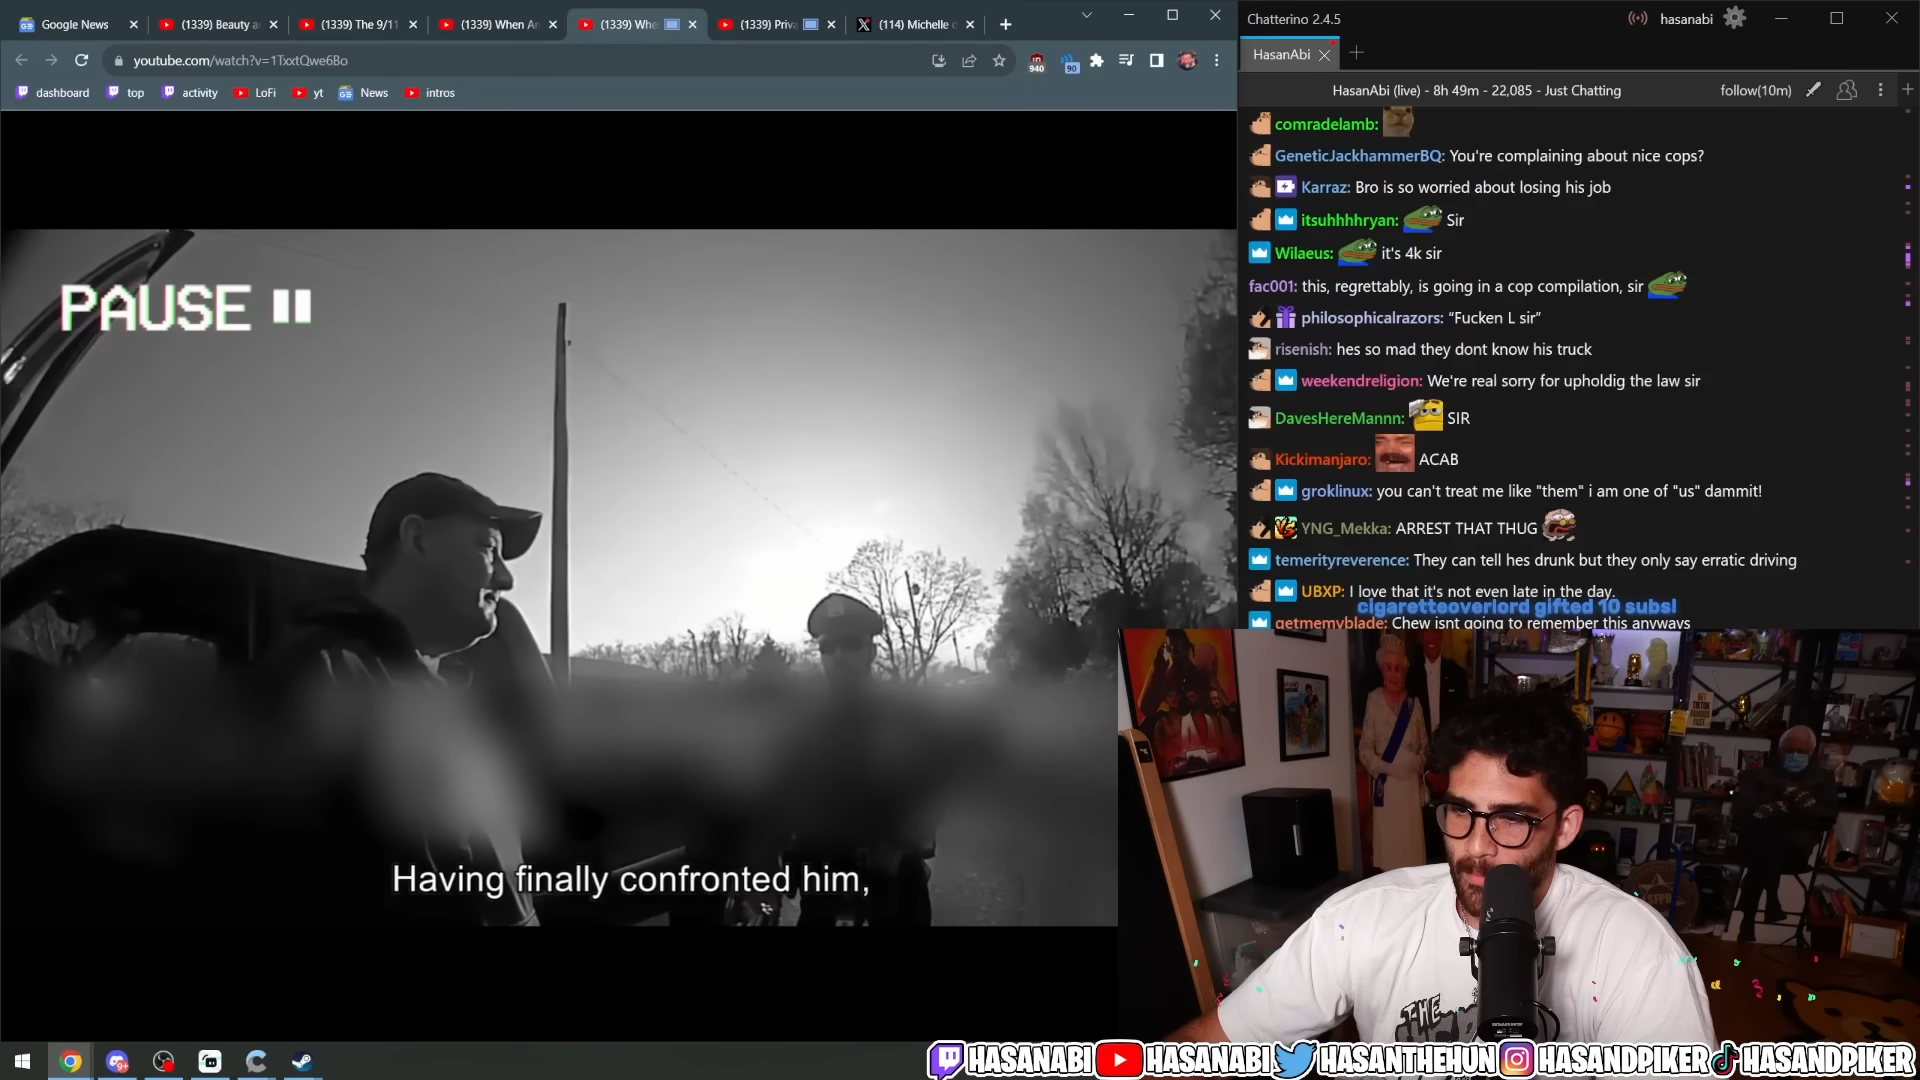 Google News
(1339) Beauty a
(1339) The 9/11
(1339) When An
(1339) Whe
(1339) Priva
(114) Michelle c
youtube.com/watch?v=1TxxtQwe6Bo
940
90
dashboard
top
activity
LoFi
yt
News
intros
PAUSE
Having finally confronted him,
Chatterino 2.4.5
hasanabi
HasanAbi
HasanAbi (live) - 8h 49m - 22,085 - Just Chatting
follow(10m)
comradelamb:
GeneticJackhammerBQ: You're complaining about nice cops?
Karraz: Bro is so worried about losing his job
itsuhhhhryan: Sir
Wilaeus: it's 4k sir
fac001: this, regrettably, is going in a cop compilation, sir
philosophicalrazors: "Fucken L sir"
risenish: hes so mad they dont know his truck
weekendreligion: We're real sorry for upholdig the law sir
DavesHereMannn: SIR
Kickimanjaro: ACAB
groklinux: you can't treat me like "them" i am one of "us" dammit!
YNG_Mekka: ARREST THAT THUG
temerityreverence: They can tell hes drunk but they only say erratic driving
UBXP: I love that it's not even late in the day.
cigaretteoverlord gifted 10 subs!
getmemyblade: Chew isnt going to remember this anyways
THE
HASANABI
HASANABI
HASANTHEHUN
HASANDPIKER
HASANDPIKER